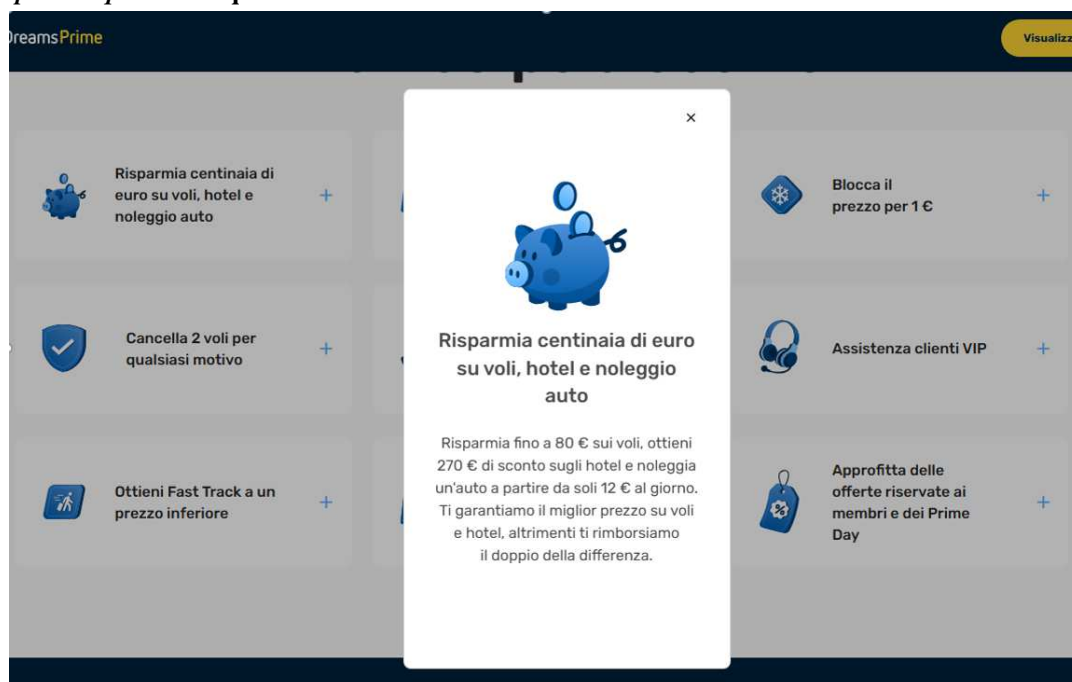 DreamsPrime
Visualizz
Risparmia centinaia di
euro su voli, hotel e
noleggio auto
+
Blocca il
prezzo per 1 €
+
Cancella 2 voli per
qualsiasi motivo
+
Assistenza clienti VIP
+
Ottieni Fast Track a un
prezzo inferiore
+
Approfitta delle
offerte riservate ai
membri e dei Prime
Day
+
×
Risparmia centinaia di euro
su voli, hotel e noleggio
auto
Risparmia fino a 80 € sui voli, ottieni
270 € di sconto sugli hotel e noleggia
un'auto a partire da soli 12 € al giorno.
Ti garantiamo il miglior prezzo su voli
e hotel, altrimenti ti rimborsiamo
il doppio della differenza.